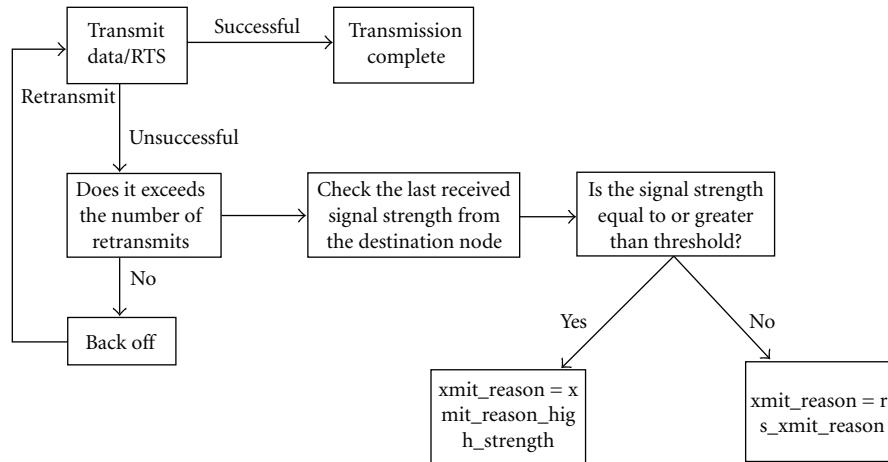 Transmit
data/RTS
Successful
Transmission
complete
Retransmit
Unsuccessful
Does it exceeds
the number of
retransmits
Check the last received
signal strength from
the destination node
Is the signal strength
equal to or greater
than threshold?
No
Back off
Yes
No
xmit_reason = x
mit_reason_hig
h_strength
xmit_reason = r
s_xmit_reason